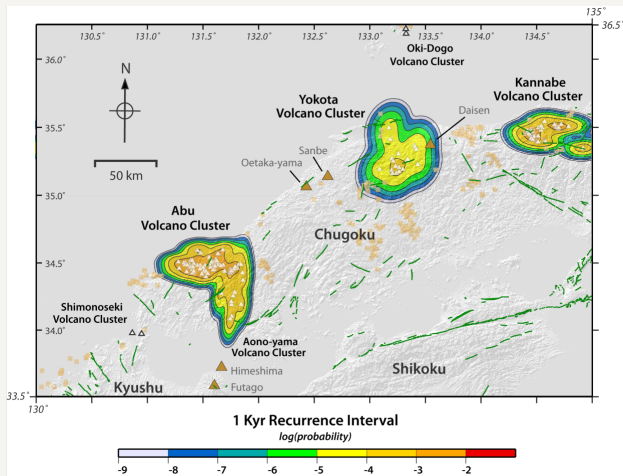 135°
130.5° 131.0° 131.5° 132.0° 132.5° 133.0° 133.5° 134.0° 134.5° 36.5°
36.0°
Oki-Dogo
Volcano Cluster
N
Kannabe
Volcano Cluster
Yokota
Volcano Cluster
Daisen
35.5°
Sanbe
Oetaka-yama
50 km
35.0°
Abu
Volcano Cluster
Chugoku
34.5°
Shimonoseki
Volcano Cluster
34.0°
Aono-yama
Volcano Cluster
Himeshima
Shikoku
Kyushu
Futago
33.5°
130°
1 Kyr Recurrence Interval
log(probability)
-9 -8 -7 -6 -5 -4 -3 -2